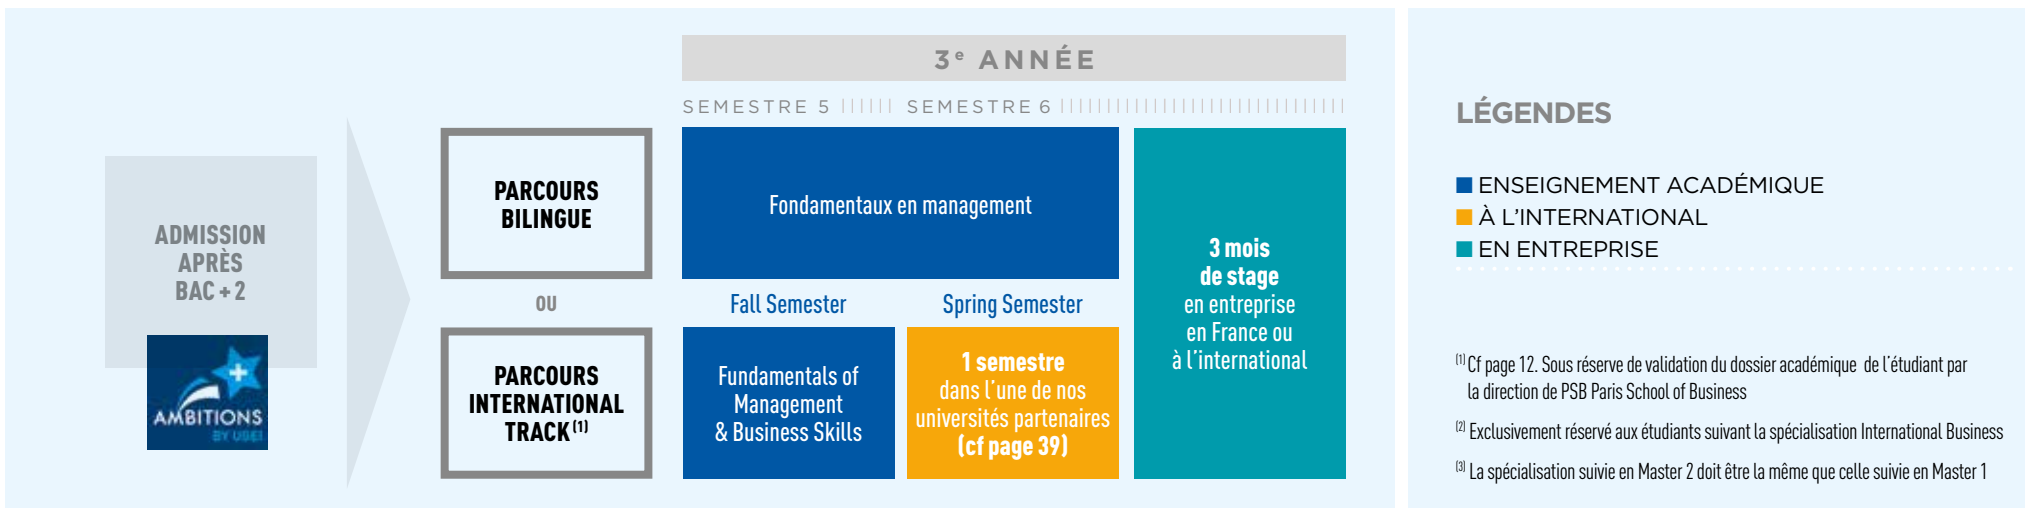 3e ANNÉE
SEMESTRE 5 SEMESTRE 6
ADMISSION
APRÈS
BAC + 2
AMBITIONS
BY USEI
PARCOURS
BILINGUE
OU
PARCOURS
INTERNATIONAL
TRACK(1)
Fondamentaux en management
Fall Semester
Spring Semester
Fundamentals of
Management
& Business Skills
1 semestre
dans l'une de nos
universités partenaires
(cf page 39)
3 mois
de stage
en entreprise
en France ou
à l'international
LÉGENDES
ENSEIGNEMENT ACADÉMIQUE
À L'INTERNATIONAL
EN ENTREPRISE
(1) Cf page 12. Sous réserve de validation du dossier académique de l'étudiant par
la direction de PSB Paris School of Business
(2) Exclusivement réservé aux étudiants suivant la spécialisation International Business
(3) La spécialisation suivie en Master 2 doit être la même que celle suivie en Master 1